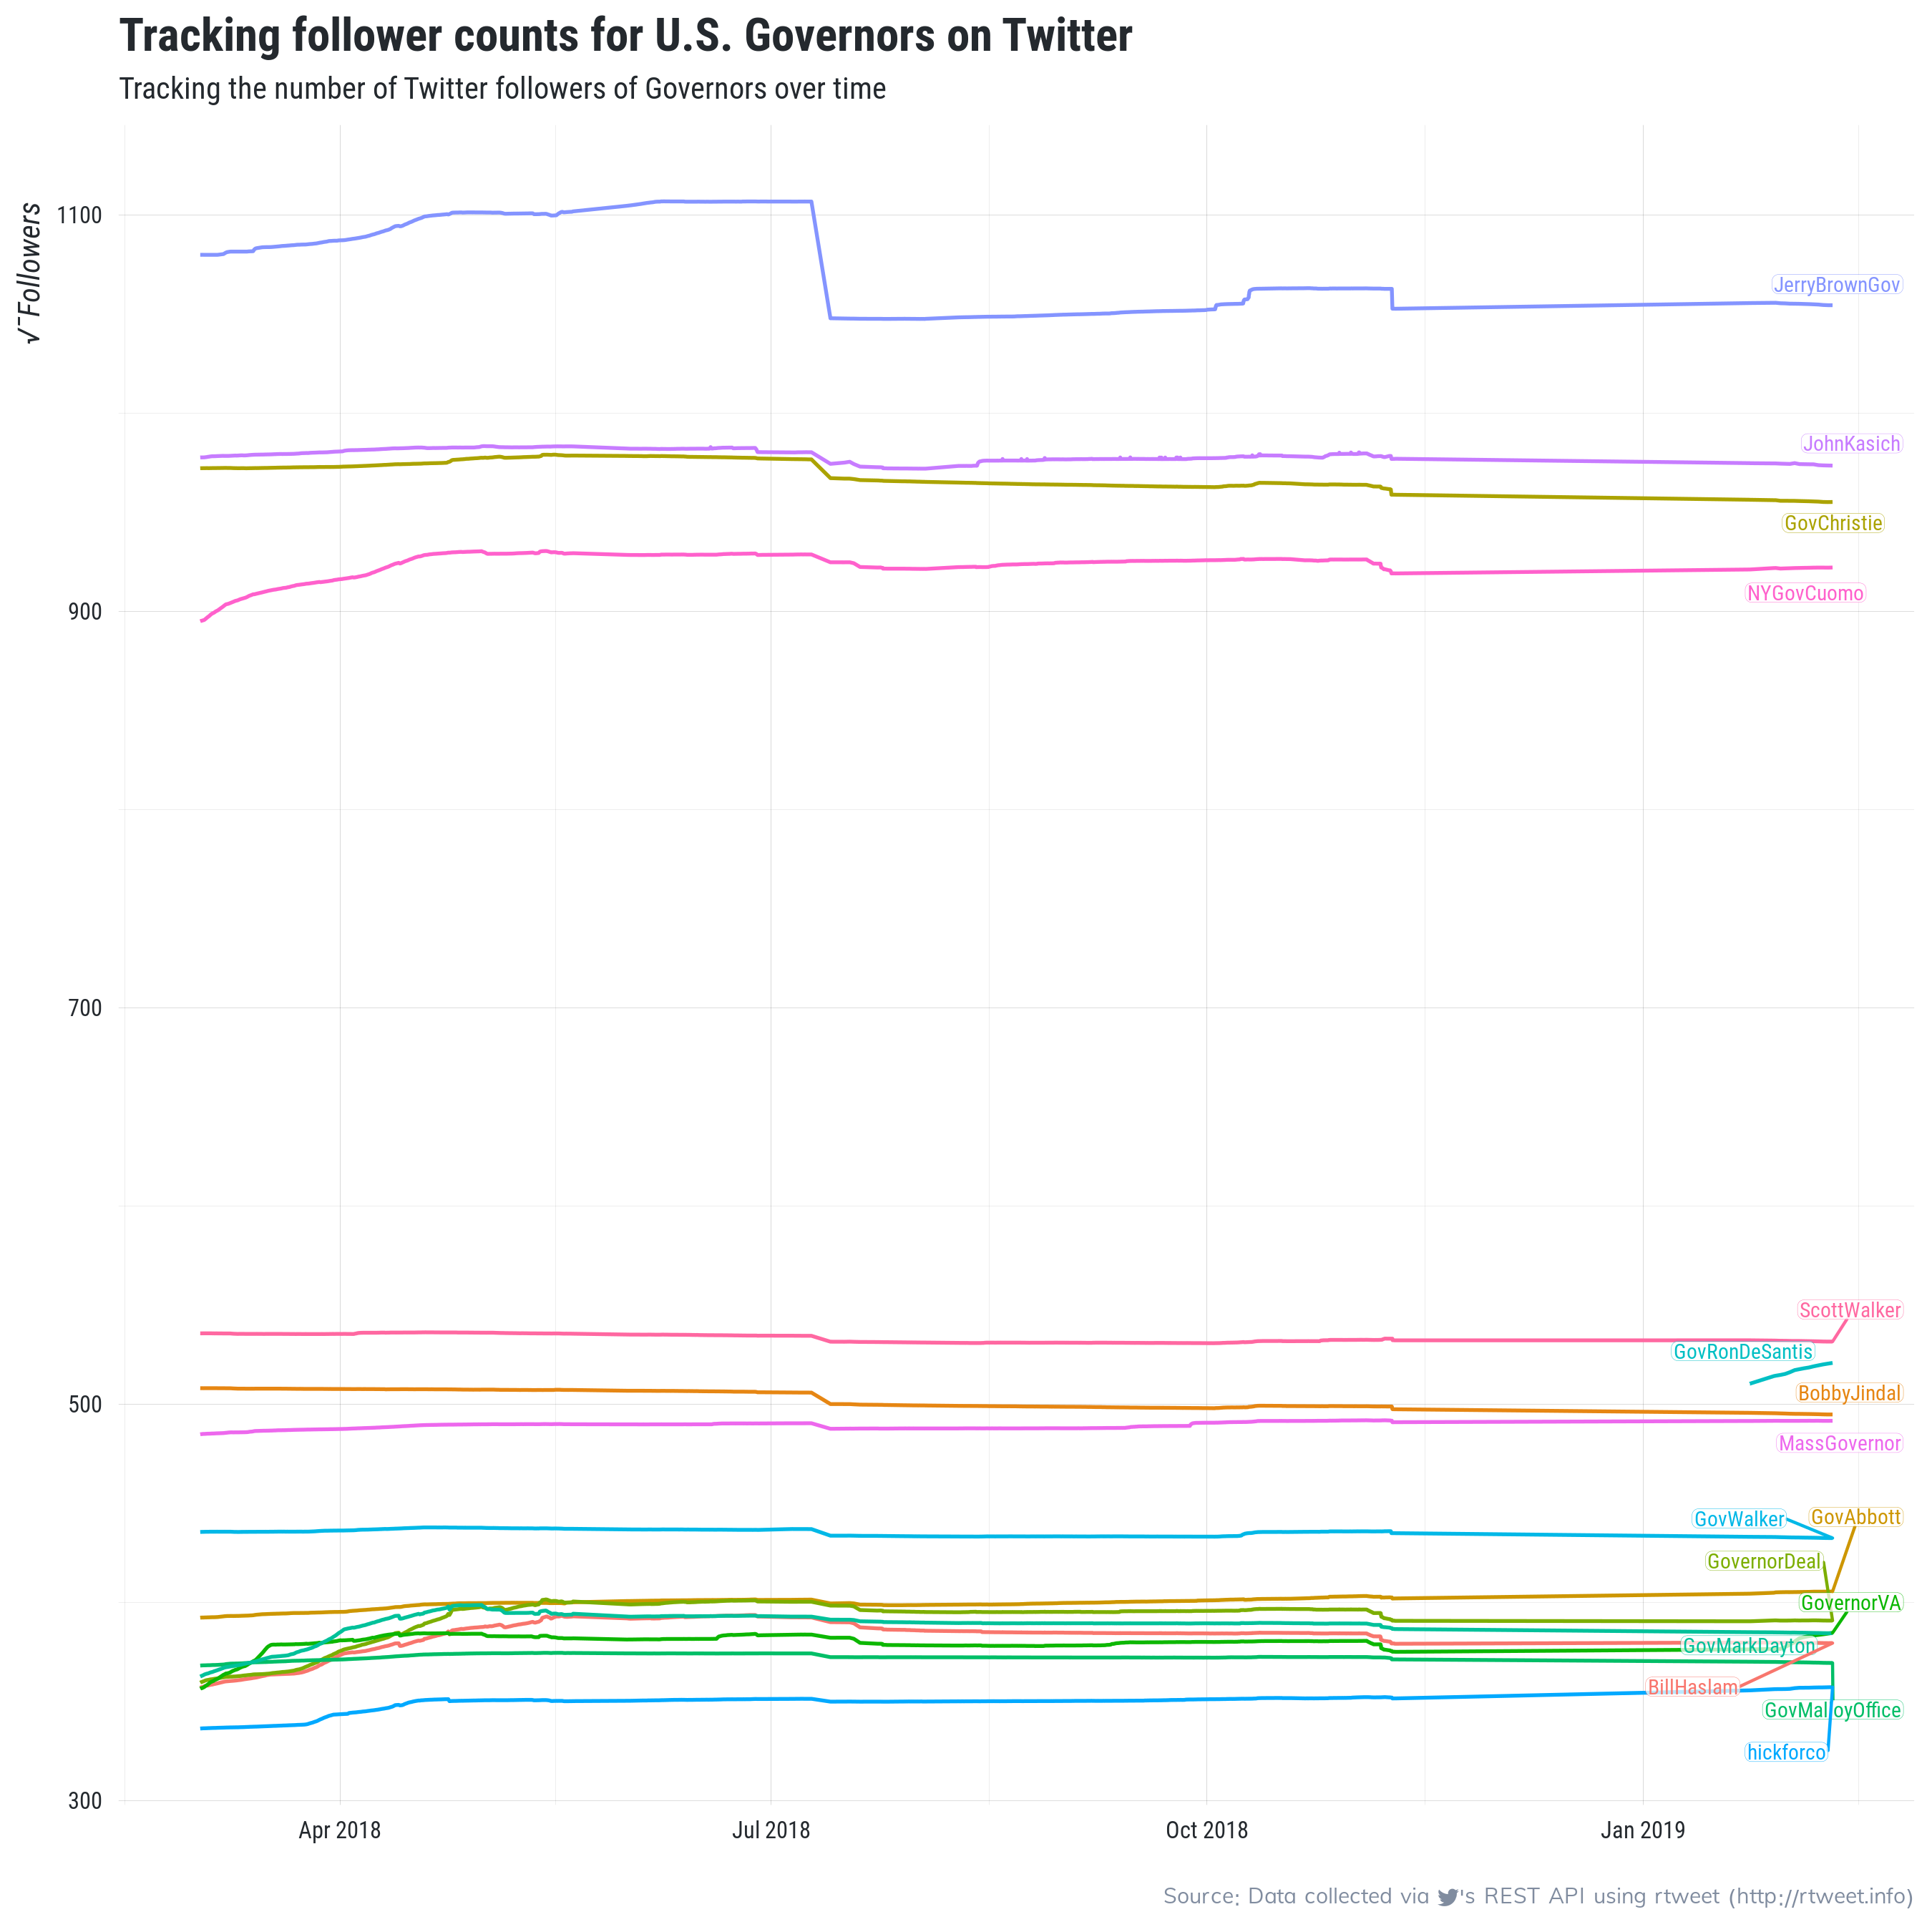 Tracking follower counts for U.S. Governors on Twitter
Tracking the number of Twitter followers of Governors over time
√‾Followers
1100
900
700
500
300
JerryBrownGov
JohnKasich
GovChristie
NYGovCuomo
ScottWalker
GovRonDeSantis
BobbyJindal
MassGovernor
GovAbbott
GovWalker
GovernorDeal
GovernorVA
GovMarkDayton
BillHaslam
GovMalloyOffice
hickforco
Apr 2018
Jul 2018
Oct 2018
Jan 2019
Source: Data collected via 's REST API using rtweet (http://rtweet.info)